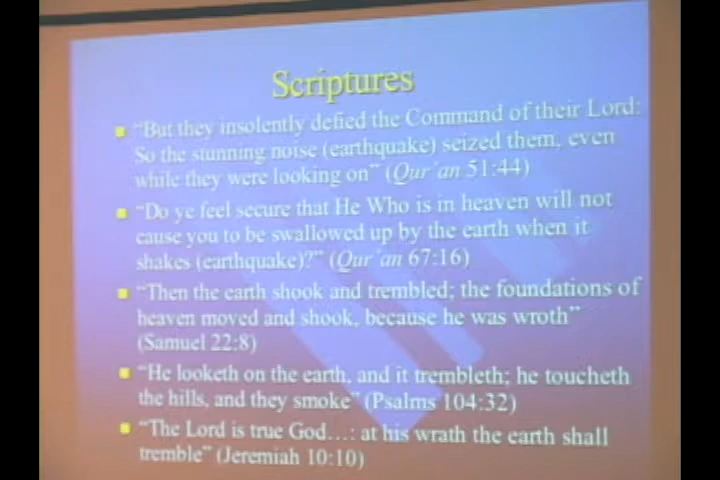 Scriptures
"But they insolently defied the Command of their Lord:
So the stunning noise (earthquake) seized them, even
while they were looking on" (Qur'an 51:44)
"Do ye feel secure that He Who is in heaven will not
cause you to be swallowed up by the earth when it
shakes (earthquake)?" (Qur'an 67:16)
"Then the earth shook and trembled; the foundations of
heaven moved and shook, because he was wroth"
(Samuel 22:8)
"He looketh on the earth, and it trembleth; he toucheth
the hills, and they smoke" (Psalms 104:32)
"The Lord is true God…: at his wrath the earth shall
tremble" (Jeremiah 10:10)